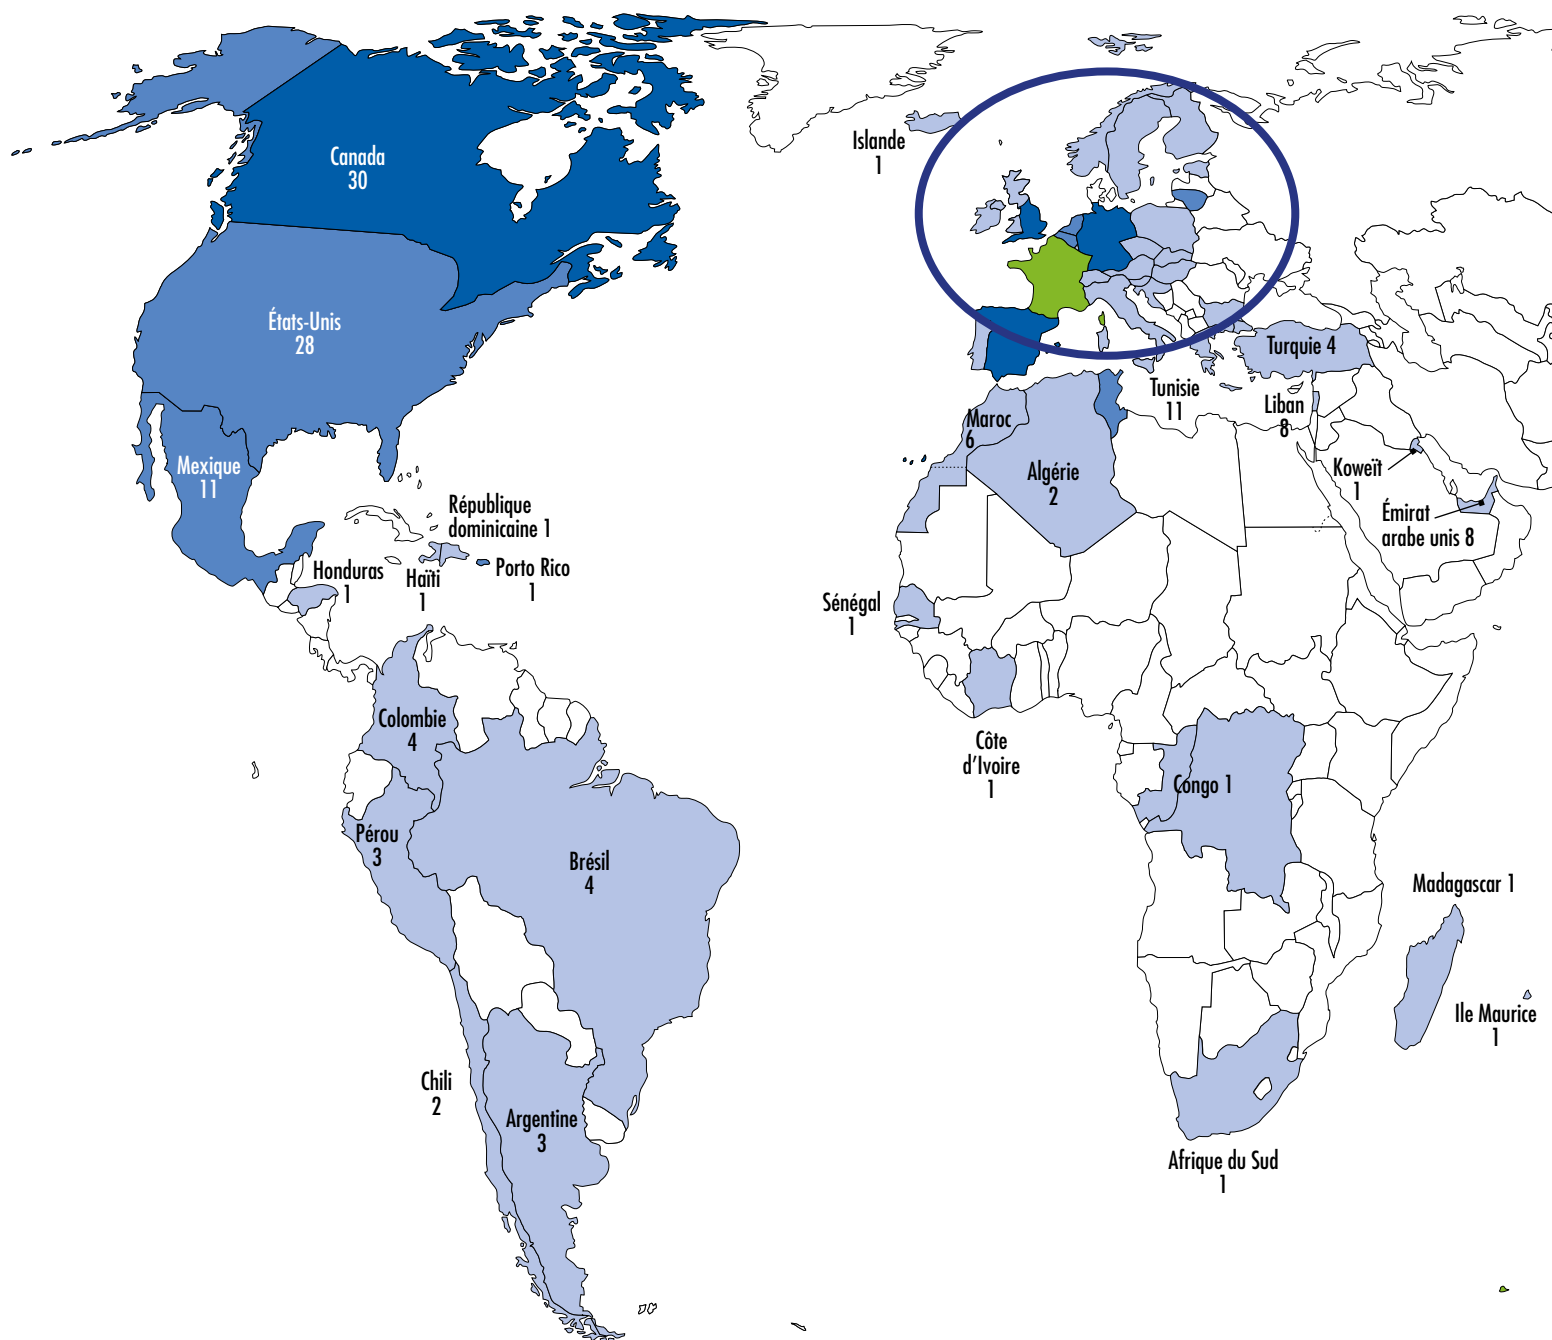 Canada
30
États-Unis
28
Mexique
11
République
dominicaine 1
Honduras
1
Haïti
1
Porto Rico
1
Colombie
4
Pérou
3
Brésil
4
Chili
2
Argentine
3
Islande
1
Turquie 4
Tunisie
11
Liban
8
Maroc
6
Algérie
2
Koweït
1
Émirat
arabe unis 8
Sénégal
1
Côte
d'Ivoire
1
Congo 1
Madagascar 1
Ile Maurice
1
Afrique du Sud
1